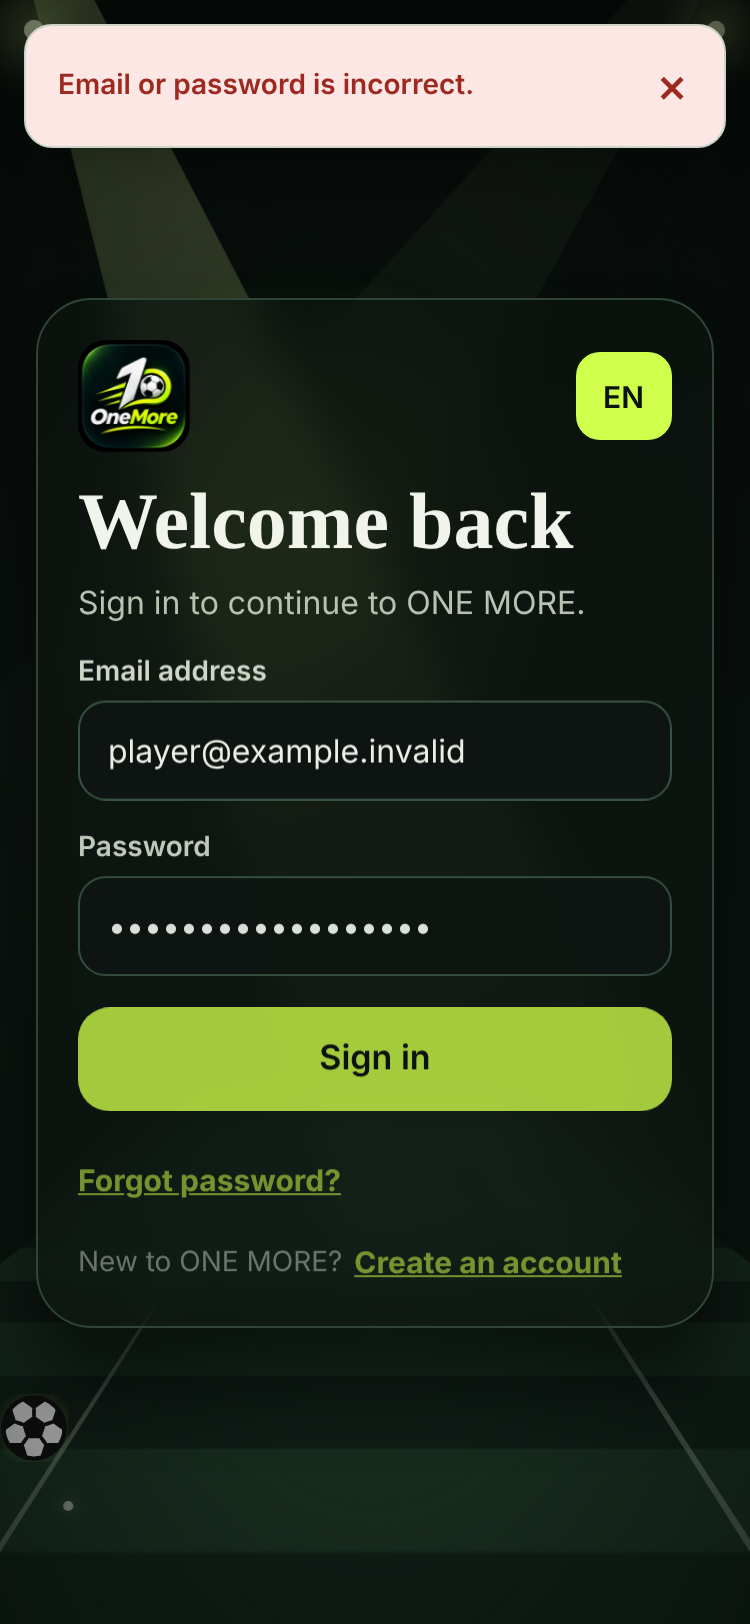 Email or password is incorrect. ×
OneMore
EN
Welcome back
Sign in to continue to ONE MORE.
Email address
player@example.invalid
Password
••••••••••••••••••
Sign in
Forgot password?
New to ONE MORE? Create an account